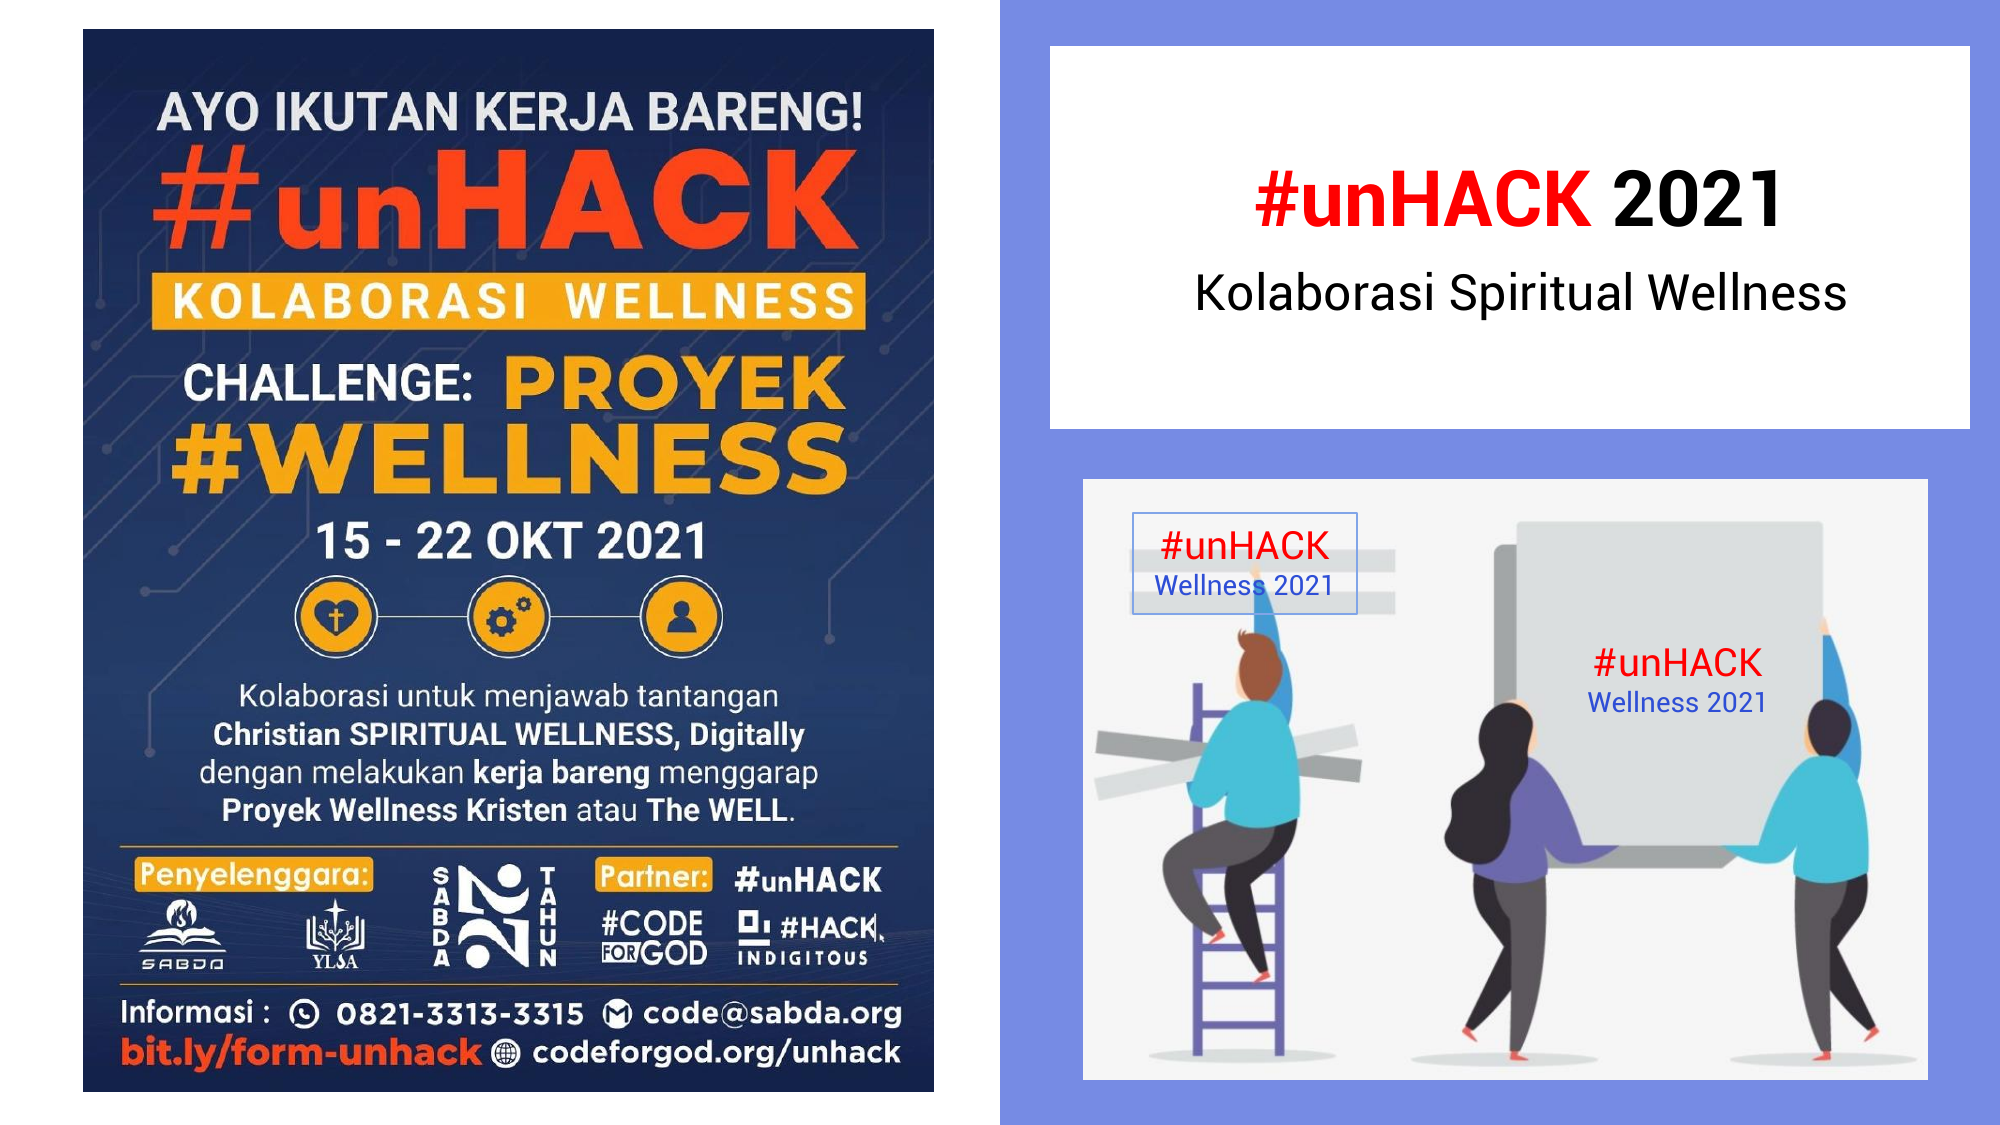 AYO IKUTAN KERJA BARENG!
#unHACK
KOLABORASI WELLNESS
CHALLENGE: PROYEK
#WELLNESS
15 - 22 OKT 2021
Kolaborasi untuk menjawab tantangan
Christian SPIRITUAL WELLNESS, Digitally
dengan melakukan kerja bareng menggarap
Proyek Wellness Kristen atau The WELL.
Penyelenggara:
SABDA
YLSA
SABDA
27
TAHUN
Partner:
#unHACK
#CODE
FOR GOD
#HACK
INDIGITOUS
Informasi : 0821-3313-3315 code@sabda.org
bit.ly/form-unhack codeforgod.org/unhack
#unHACK 2021
Kolaborasi Spiritual Wellness
#unHACK
Wellness 2021
#unHACK
Wellness 2021